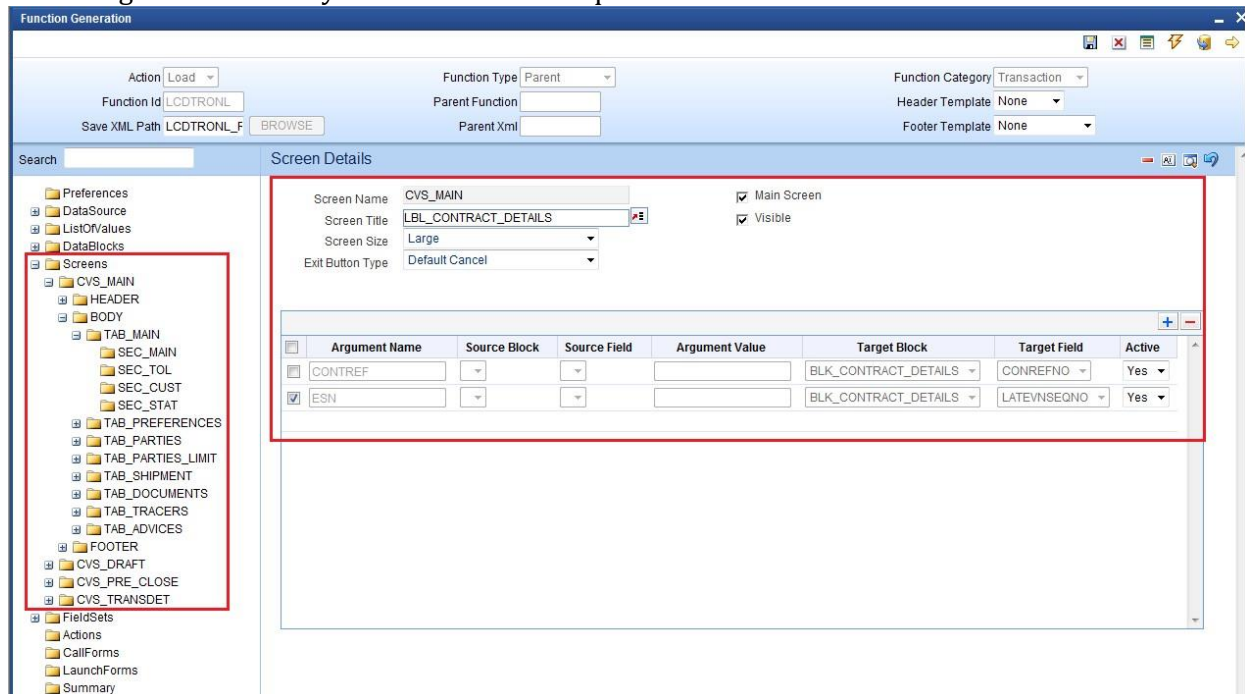 Function Generation
Action Load Function Type Parent Function Category Transaction
Function Id LCDTRONL Parent Function Header Template None
Save XML Path LCDTRONL_F BROWSE Parent Xml Footer Template None
Search Screen Details
Preferences
DataSource
ListOfValues
DataBlocks
Screens
CVS_MAIN
HEADER
BODY
TAB_MAIN
SEC_MAIN
SEC_TOL
SEC_CUST
SEC_STAT
TAB_PREFERENCES
TAB_PARTIES
TAB_PARTIES_LIMIT
TAB_SHIPMENT
TAB_DOCUMENTS
TAB_TRACERS
TAB_ADVICES
FOOTER
CVS_DRAFT
CVS_PRE_CLOSE
CVS_TRANSDET
FieldSets
Actions
CallForms
LaunchForms
Summary
Screen Name CVS_MAIN Main Screen
Screen Title LBL_CONTRACT_DETAILS Visible
Screen Size Large
Exit Button Type Default Cancel
Argument Name Source Block Source Field Argument Value Target Block Target Field Active
CONTREF BLK_CONTRACT_DETAILS CONREFNO Yes
ESN BLK_CONTRACT_DETAILS LATEVNSEQNO Yes